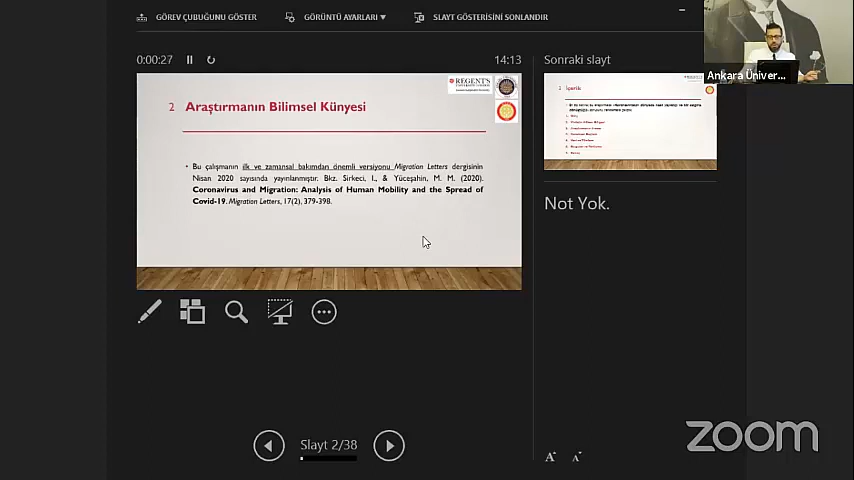 GÖREV ÇUBUĞUNU GÖSTER
GÖRÜNTÜ AYARLARI
SLAYT GÖSTERİSİNİ SONLANDIR
0:00:27
14:13
Sonraki slayt
Ankara Üniver...
REGENT'S
2 Araştırmanın Bilimsel Künyesi
• Bu çalışmanın ilk ve zamansal bakımdan önemli versiyonu Migration Letters dergisinin
Nisan 2020 sayısında yayınlanmıştır. Bkz. Sirkeci, I., & Yüceşahin, M. M. (2020).
Coronavirus and Migration: Analysis of Human Mobility and the Spread of
Covid-19. Migration Letters, 17(2), 379-398.
İçerik
Not Yok.
Slayt 2/38
A A
zoom